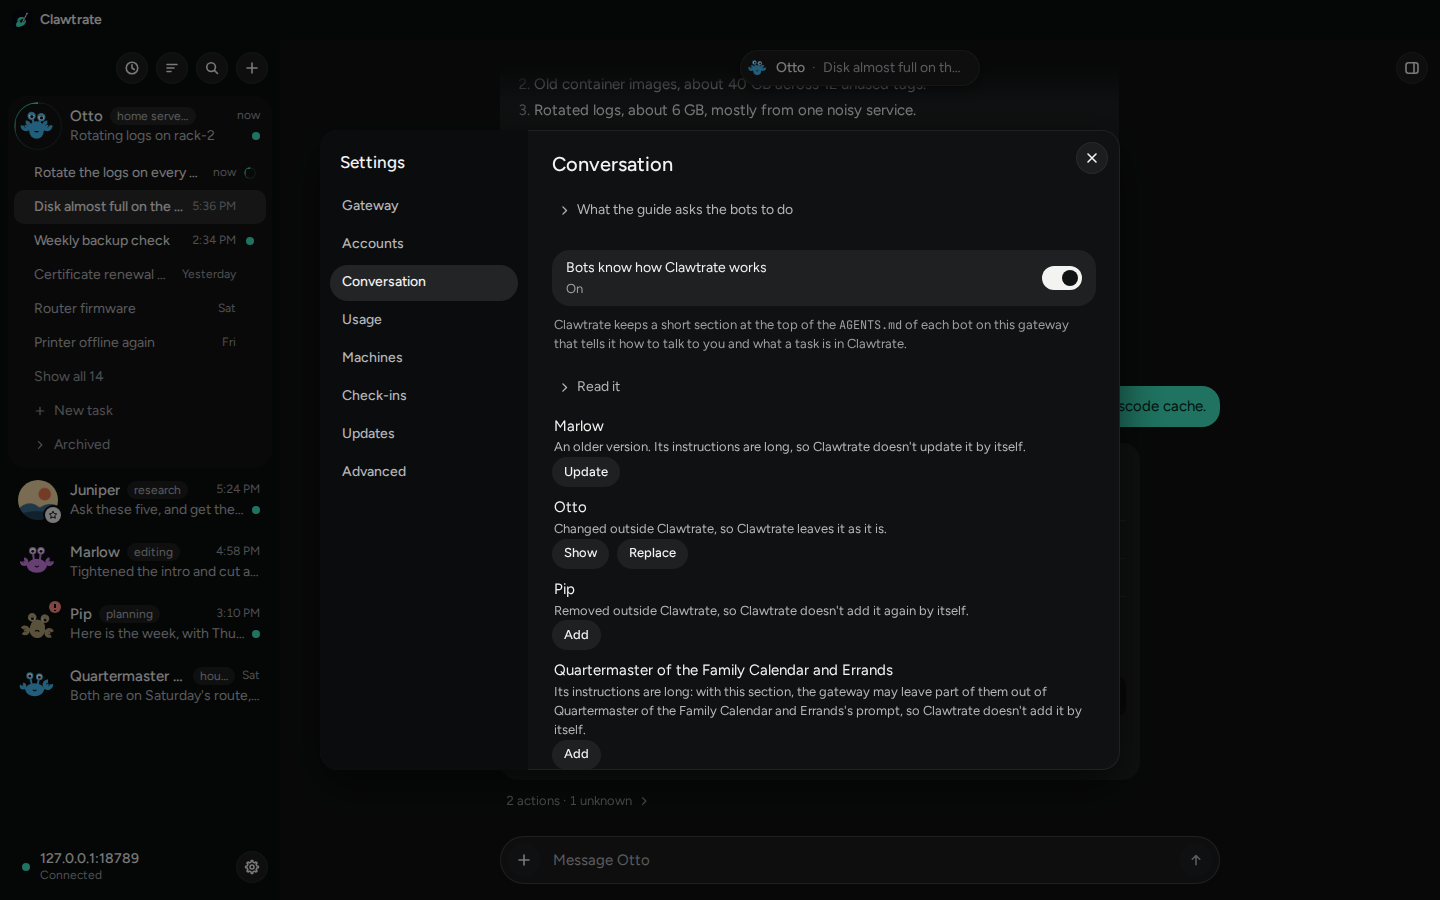 Clawtrate
Otto · Disk almost full on th...
Otto home serve... now
Rotating logs on rack-2
Rotate the logs on every ... now
Disk almost full on the ... 5:36 PM
Weekly backup check 2:34 PM
Certificate renewal ... Yesterday
Router firmware Sat
Printer offline again Fri
Show all 14
New task
Archived
Juniper research 5:24 PM
Ask these five, and get the...
Marlow editing 4:58 PM
Tightened the intro and cut a...
Pip planning 3:10 PM
Here is the week, with Thu...
Quartermaster ... hou... Sat
Both are on Saturday's route,...
127.0.0.1:18789
Connected
2. Old container images, about 40 GB across 12 unused tags.
3. Rotated logs, about 6 GB, mostly from one noisy service.
scode cache.
Settings
Gateway
Accounts
Conversation
Usage
Machines
Check-ins
Updates
Advanced
Conversation
What the guide asks the bots to do
Bots know how Clawtrate works
On
Clawtrate keeps a short section at the top of the AGENTS.md of each bot on this gateway
that tells it how to talk to you and what a task is in Clawtrate.
Read it
Marlow
An older version. Its instructions are long, so Clawtrate doesn't update it by itself.
Update
Otto
Changed outside Clawtrate, so Clawtrate leaves it as it is.
Show Replace
Pip
Removed outside Clawtrate, so Clawtrate doesn't add it again by itself.
Add
Quartermaster of the Family Calendar and Errands
Its instructions are long: with this section, the gateway may leave part of them out of
Quartermaster of the Family Calendar and Errands's prompt, so Clawtrate doesn't add it by
itself.
Add
2 actions · 1 unknown
Message Otto